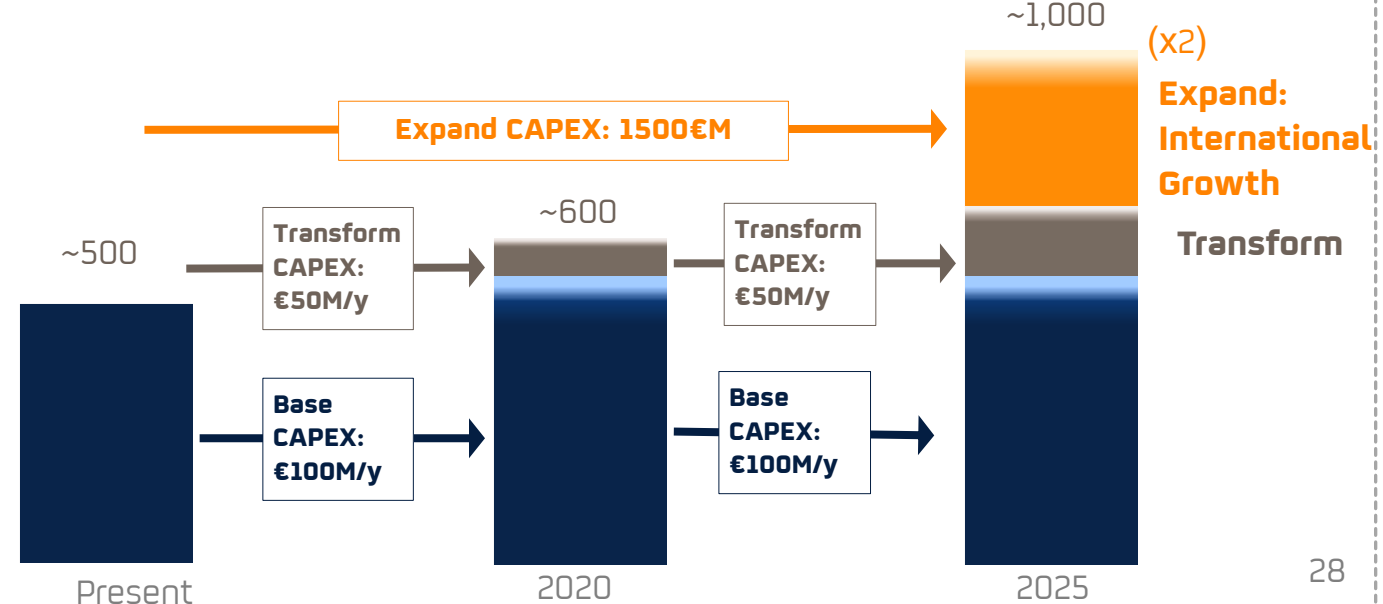 ~1,000
(x2)
Expand:
International
Growth
Expand CAPEX: 1500€M
~600
~500
Transform
CAPEX:
€50M/y
Transform
CAPEX:
€50M/y
Transform
Base
CAPEX:
€100M/y
Base
CAPEX:
€100M/y
Present
2020
2025
28